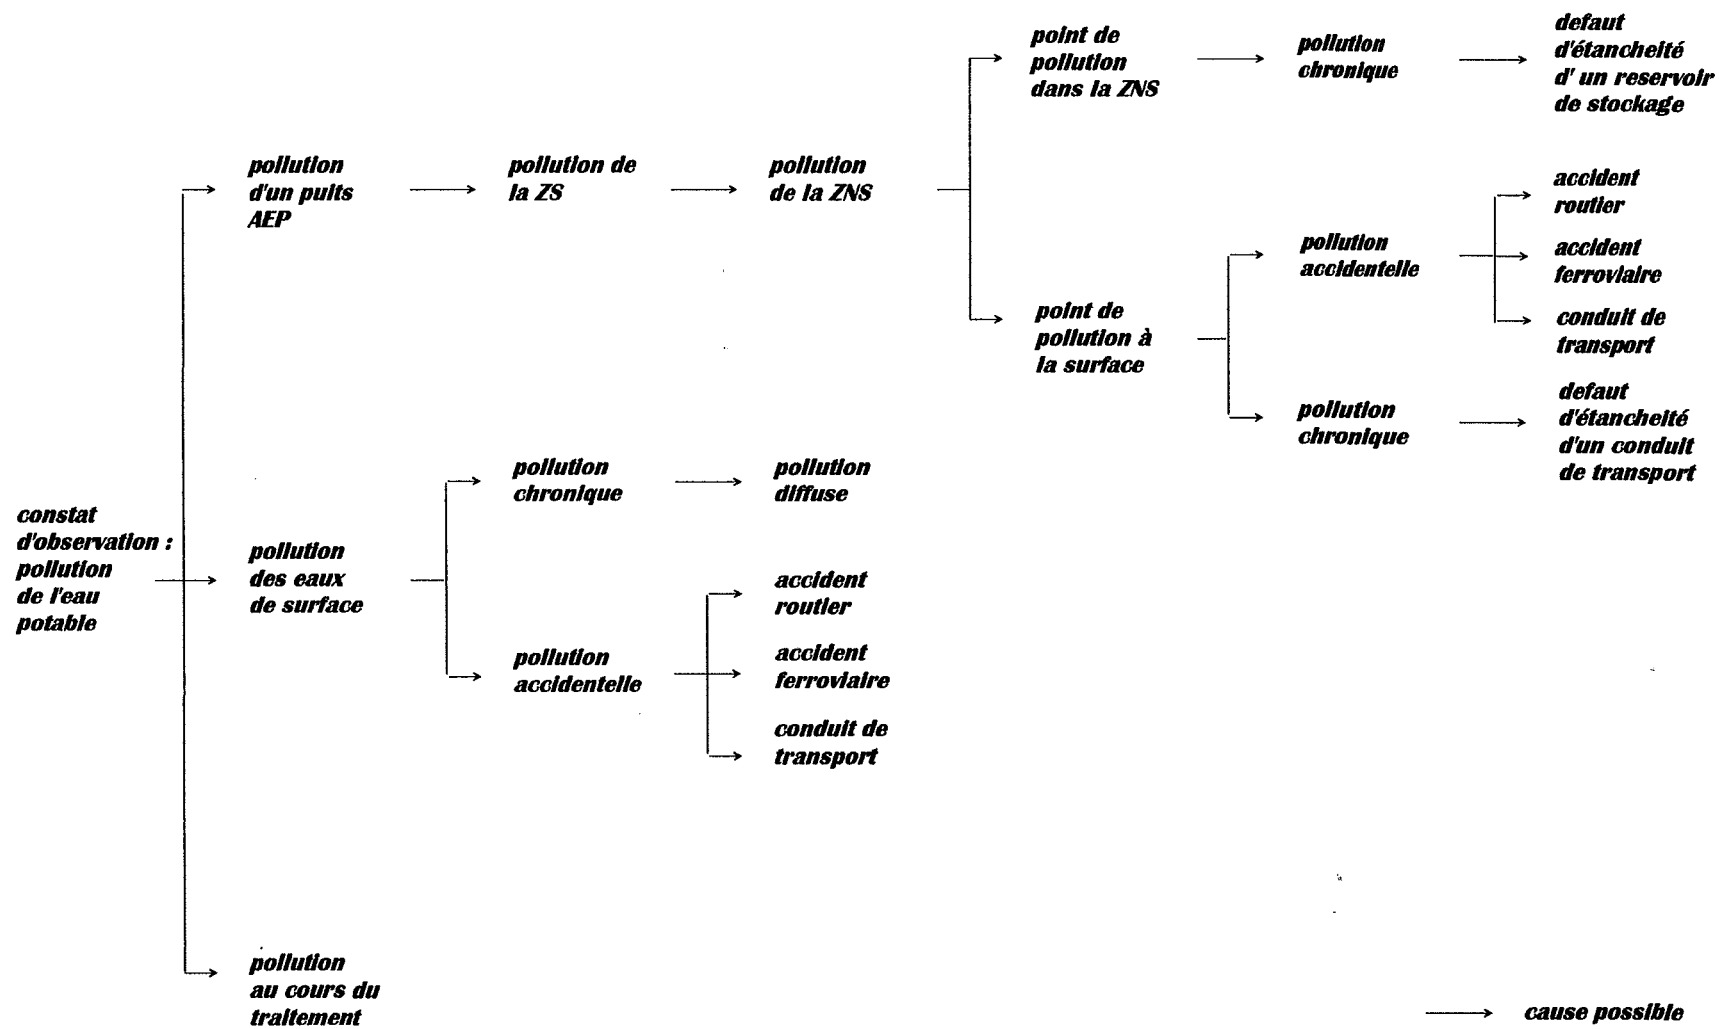 constat
d'observation :
pollution
de l'eau
potable
pollution
d'un puits
AEP
pollution de
la ZS
pollution
de la ZNS
point de
pollution
dans la ZNS
pollution
chronique
defaut
d'étancheité
d' un reservoir
de stockage
point de
pollution à
la surface
pollution
accidentelle
accident
routier
accident
ferroviaire
conduit de
transport
pollution
chronique
defaut
d'étancheité
d'un conduit
de transport
pollution
des eaux
de surface
pollution
chronique
pollution
diffuse
pollution
accidentelle
accident
routier
accident
ferroviaire
conduit de
transport
pollution
au cours du
traitement
cause possible